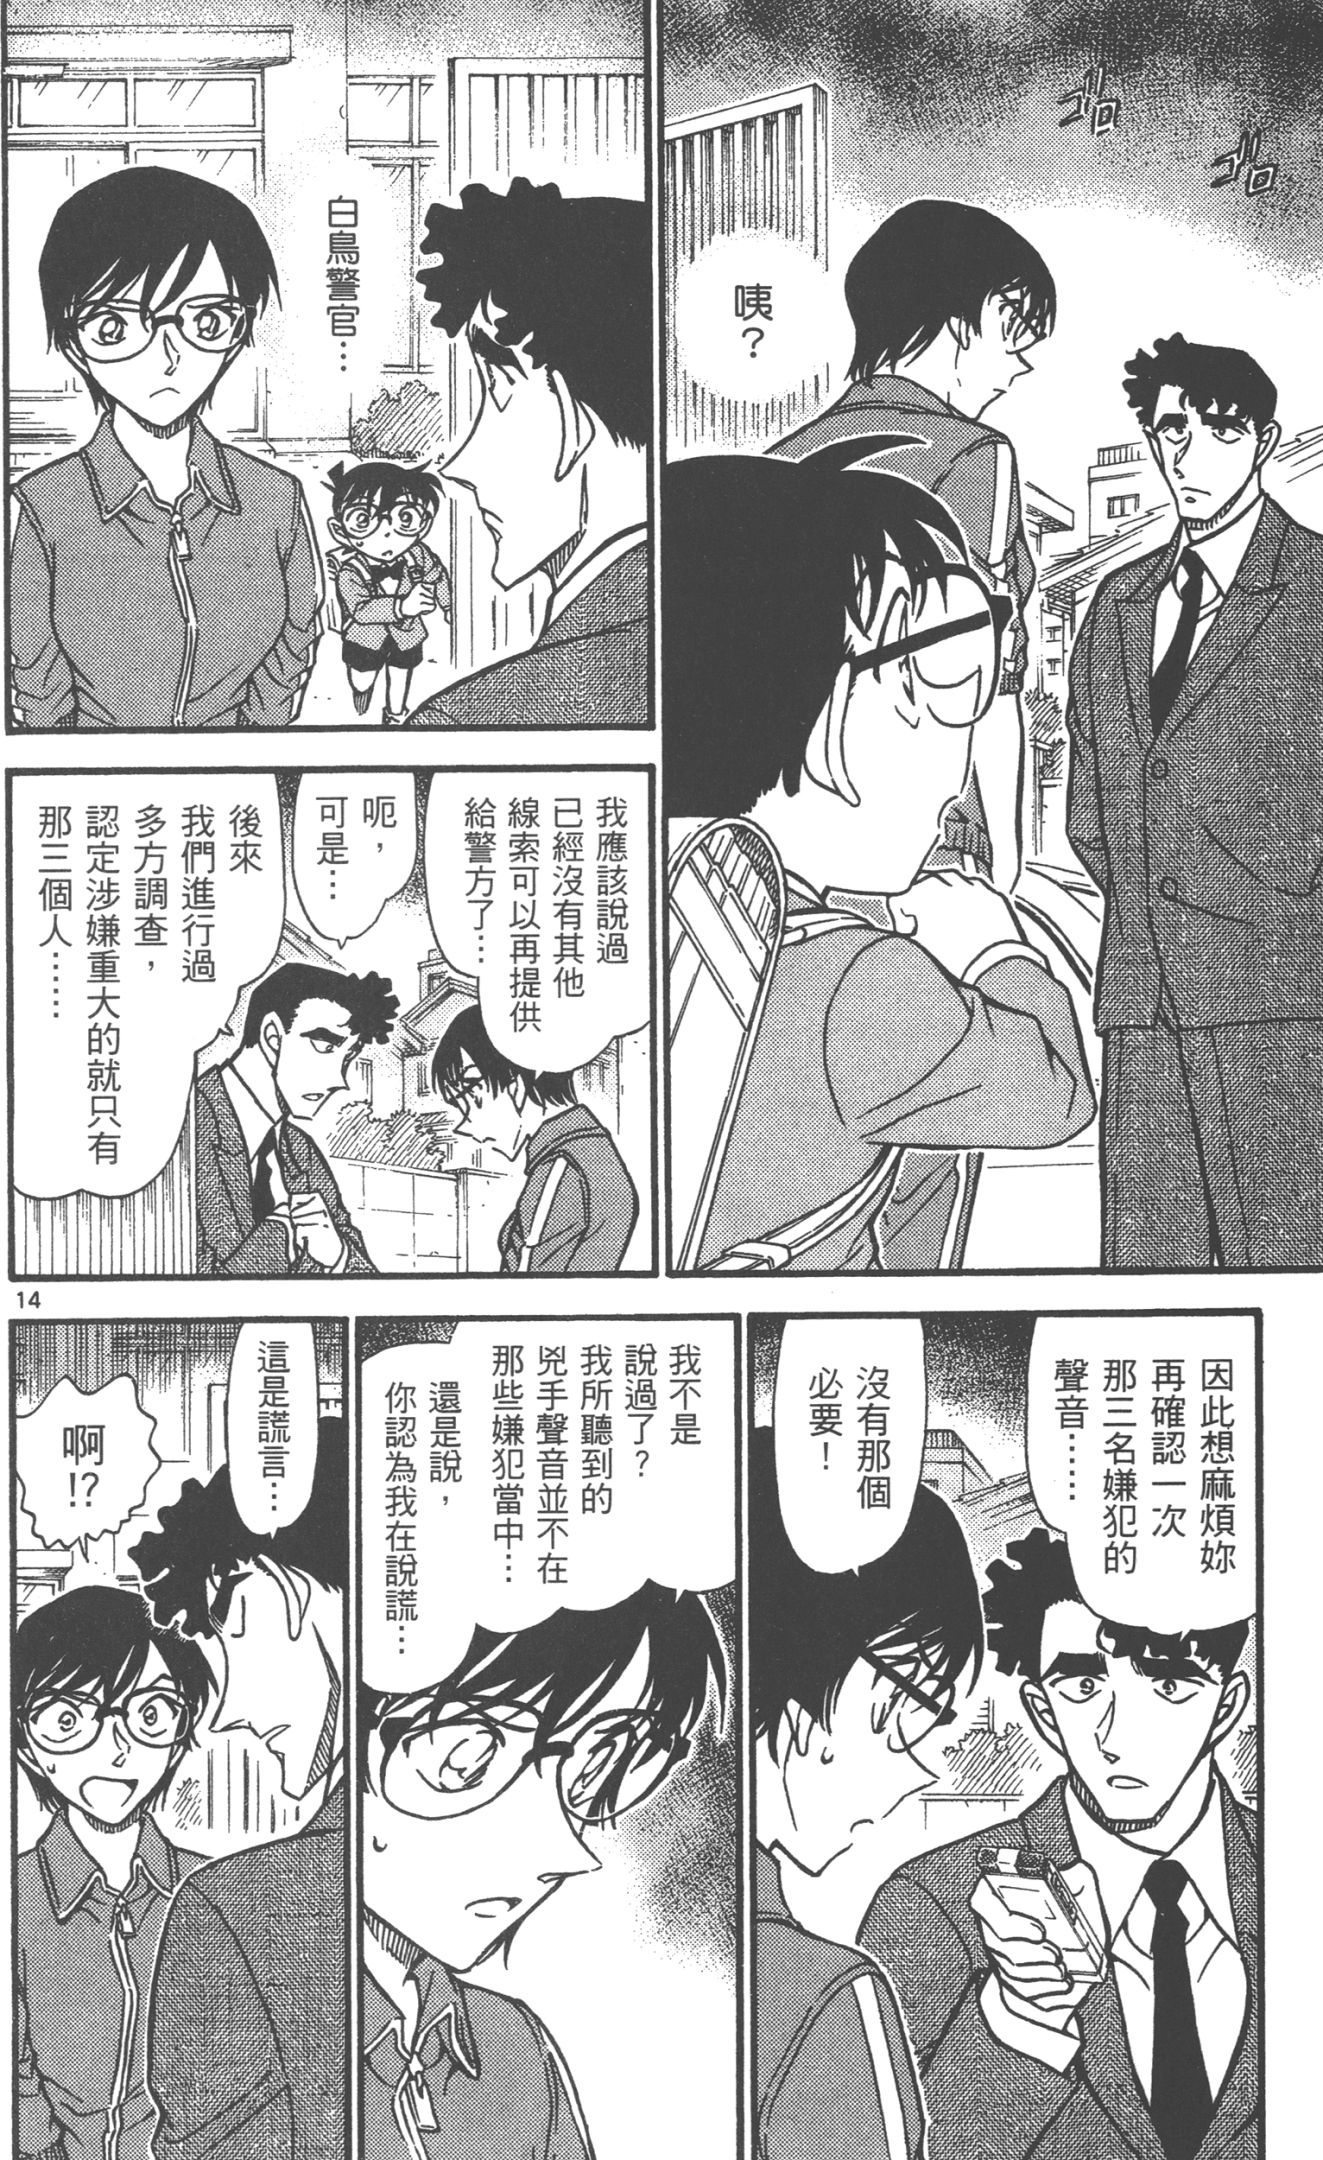 ゴロ
ゴロ
咦?
白鳥警官…
我應該說過
已經沒有其他
線索可以再提供
給警方了…
呃，
可是…
後來
我們進行過
多方調查，
認定涉嫌重大的就只有
那三個人……
因此想麻煩妳
再確認一次
那三名嫌犯的
聲音……
沒有那個
必要！
我不是
說過了?
我所聽到的
兇手聲音並不在
那些嫌犯當中…
還是說，
你認為我在說謊…
這是謊言…
啊
!?
14